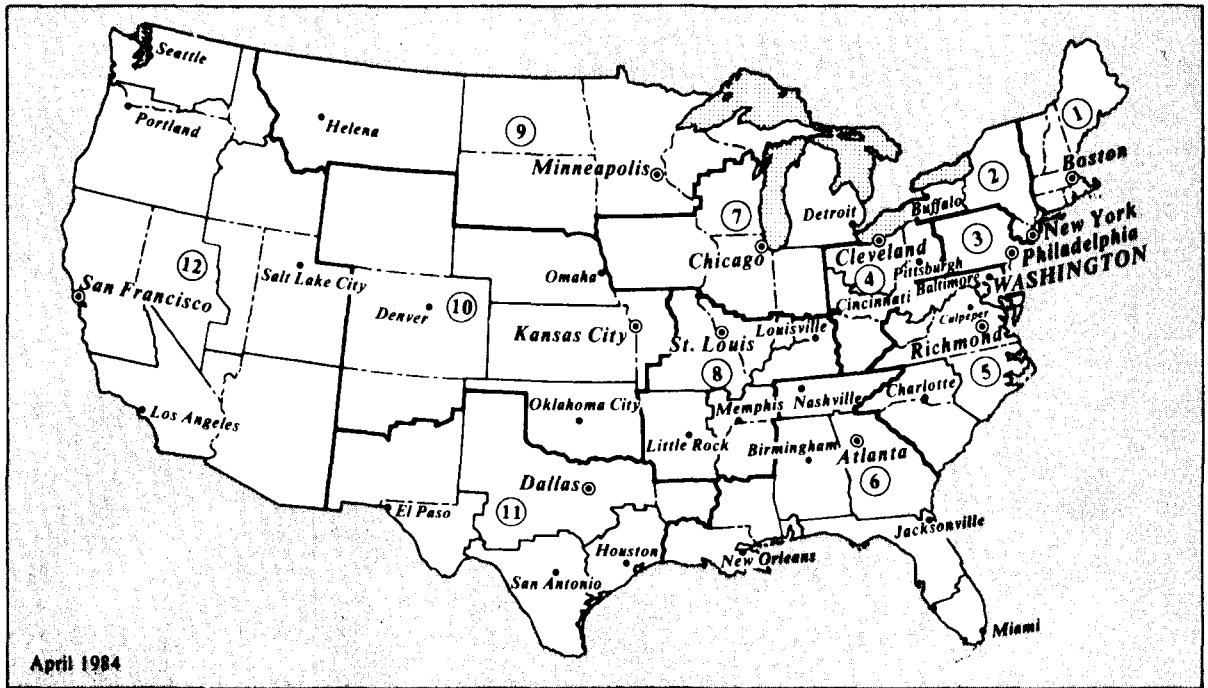 Seattle
Portland
Helena
9
Minneapolis
1
Boston
2
Buffalo
New York
3
Philadelphia
WASHINGTON
7
Detroit
Chicago
Cleveland
4
Pittsburgh
Baltimore
Cincinnati
Culpeper
Richmond
5
12
Salt Lake City
San Francisco
Omaha
10
Denver
Kansas City
St. Louis
Louisville
8
Los Angeles
Oklahoma City
Memphis
Nashville
Charlotte
Little Rock
Birmingham
Atlanta
6
Dallas
11
El Paso
Jacksonville
Houston
New Orleans
San Antonio
Miami
April 1984